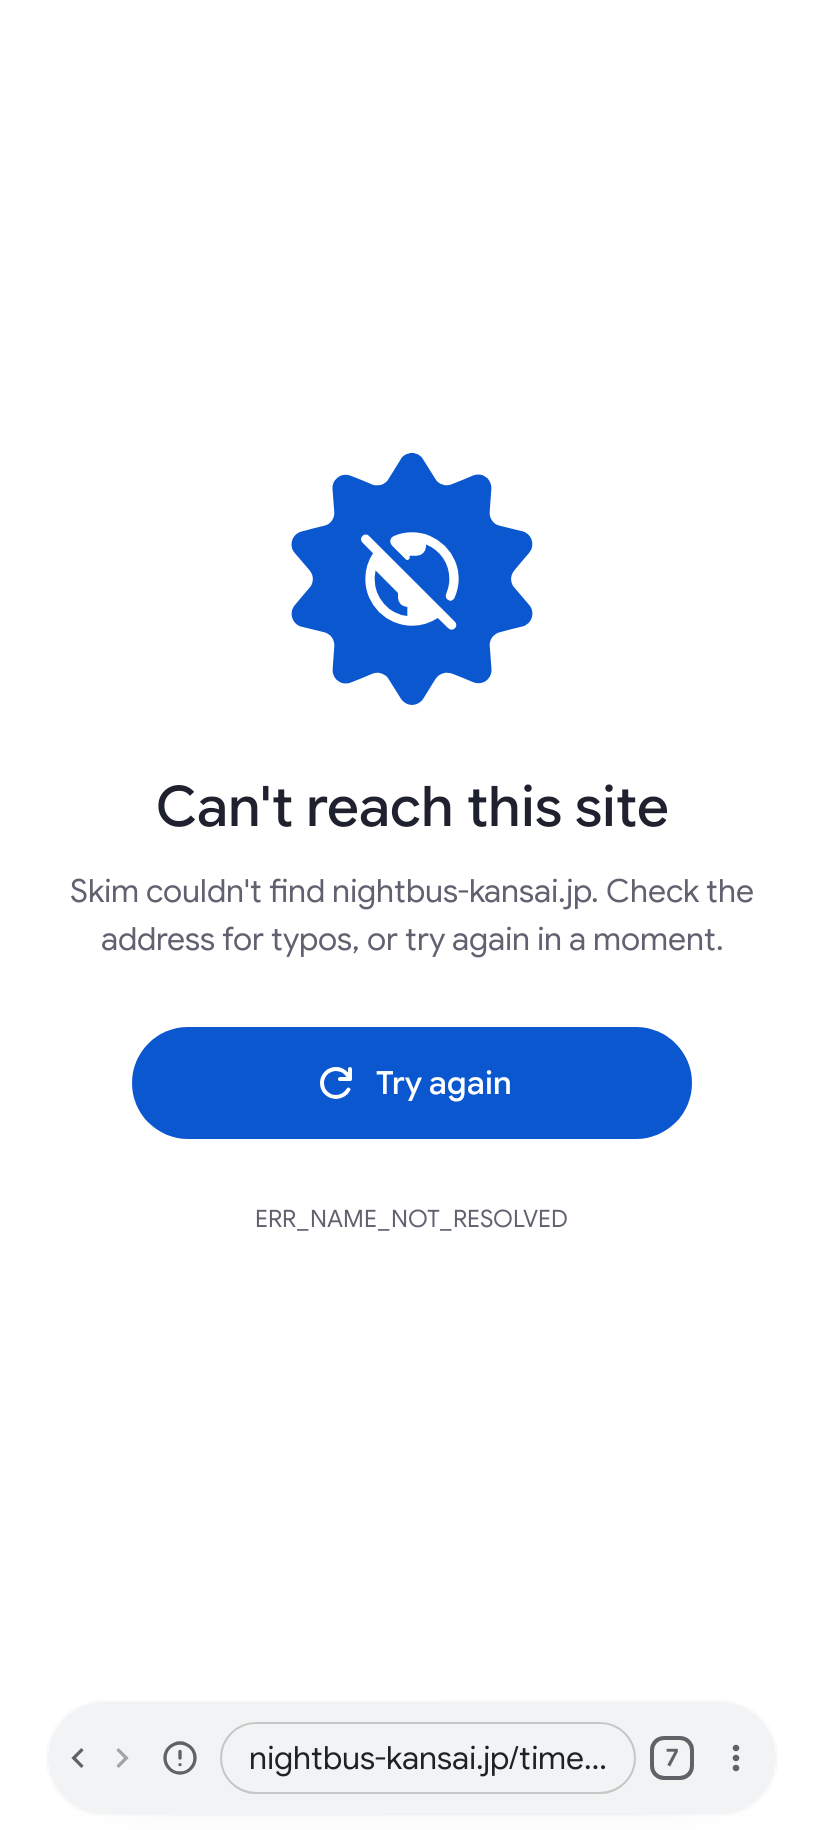 Can't reach this site
Skim couldn't find nightbus-kansai.jp. Check the
address for typos, or try again in a moment.
Try again
ERR_NAME_NOT_RESOLVED
nightbus-kansai.jp/time...
7